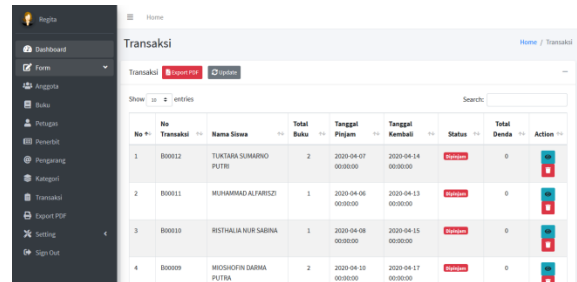 Regita
Home
Dashboard
Form
Anggota
Buku
Petugas
Penerbit
Pengarang
Kategori
Transaksi
Export PDF
Setting
Sign Out
Transaksi
Home / Transaksi
Transaksi Export PDF Update
Show 10 entries Search:
No No Transaksi Nama Siswa Total Buku Tanggal Pinjam Tanggal Kembali Status Total Denda Action
1 B00012 TUKTARA SUMARNO PUTRI 2 2020-04-07 00:00:00 2020-04-14 00:00:00 Dipinjam 0
2 B00011 MUHAMMAD ALFARISZI 1 2020-04-06 00:00:00 2020-04-13 00:00:00 Dipinjam 0
3 B00010 RISTHALIA NUR SABINA 1 2020-04-08 00:00:00 2020-04-15 00:00:00 Dipinjam 0
4 B00009 MIOSHOFIN DARMA PUTRA 2 2020-04-10 00:00:00 2020-04-17 00:00:00 Dipinjam 0